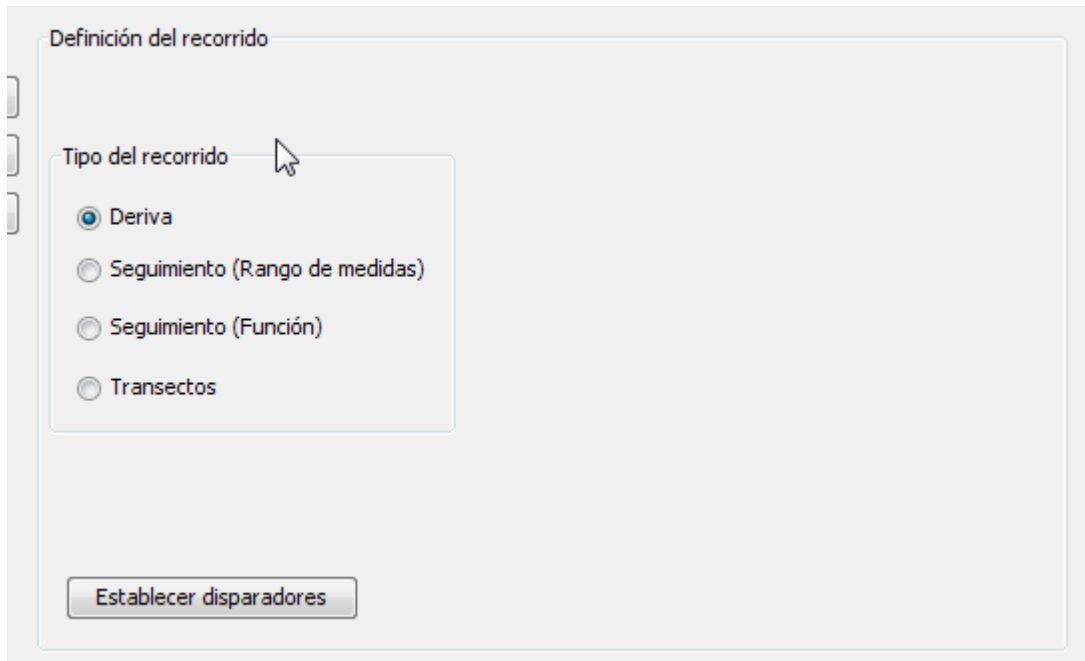 Definición del recorrido
Tipo del recorrido
Deriva
Seguimiento (Rango de medidas)
Seguimiento (Función)
Transectos
Establecer disparadores